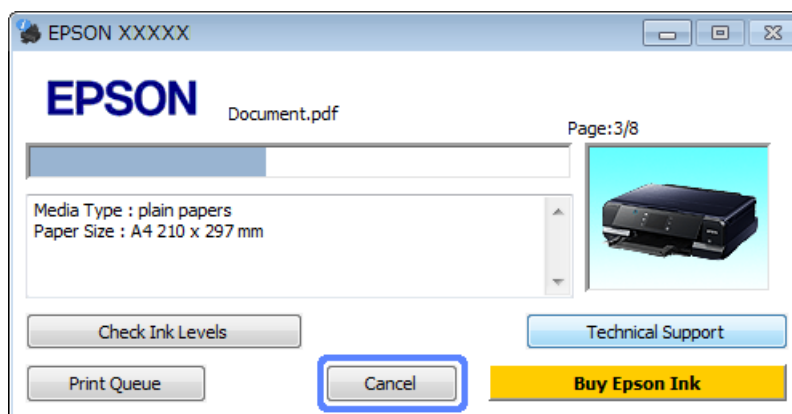 EPSON XXXXX
EPSON
Document.pdf
Page:3/8
Media Type : plain papers
Paper Size : A4 210 x 297 mm
Check Ink Levels
Technical Support
Print Queue
Cancel
Buy Epson Ink